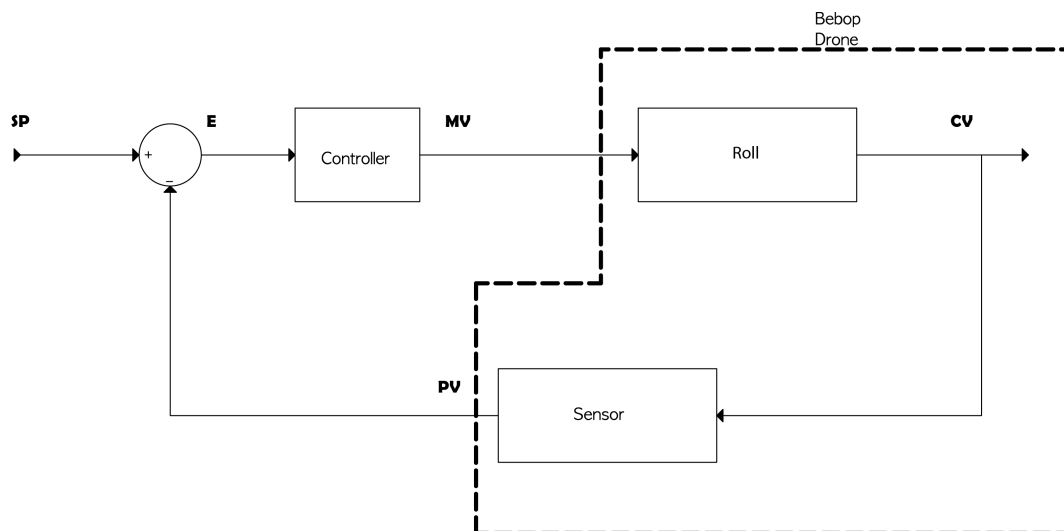 Bebop
Drone
SP
E
MV
CV
+
Controller
Roll
−
PV
Sensor